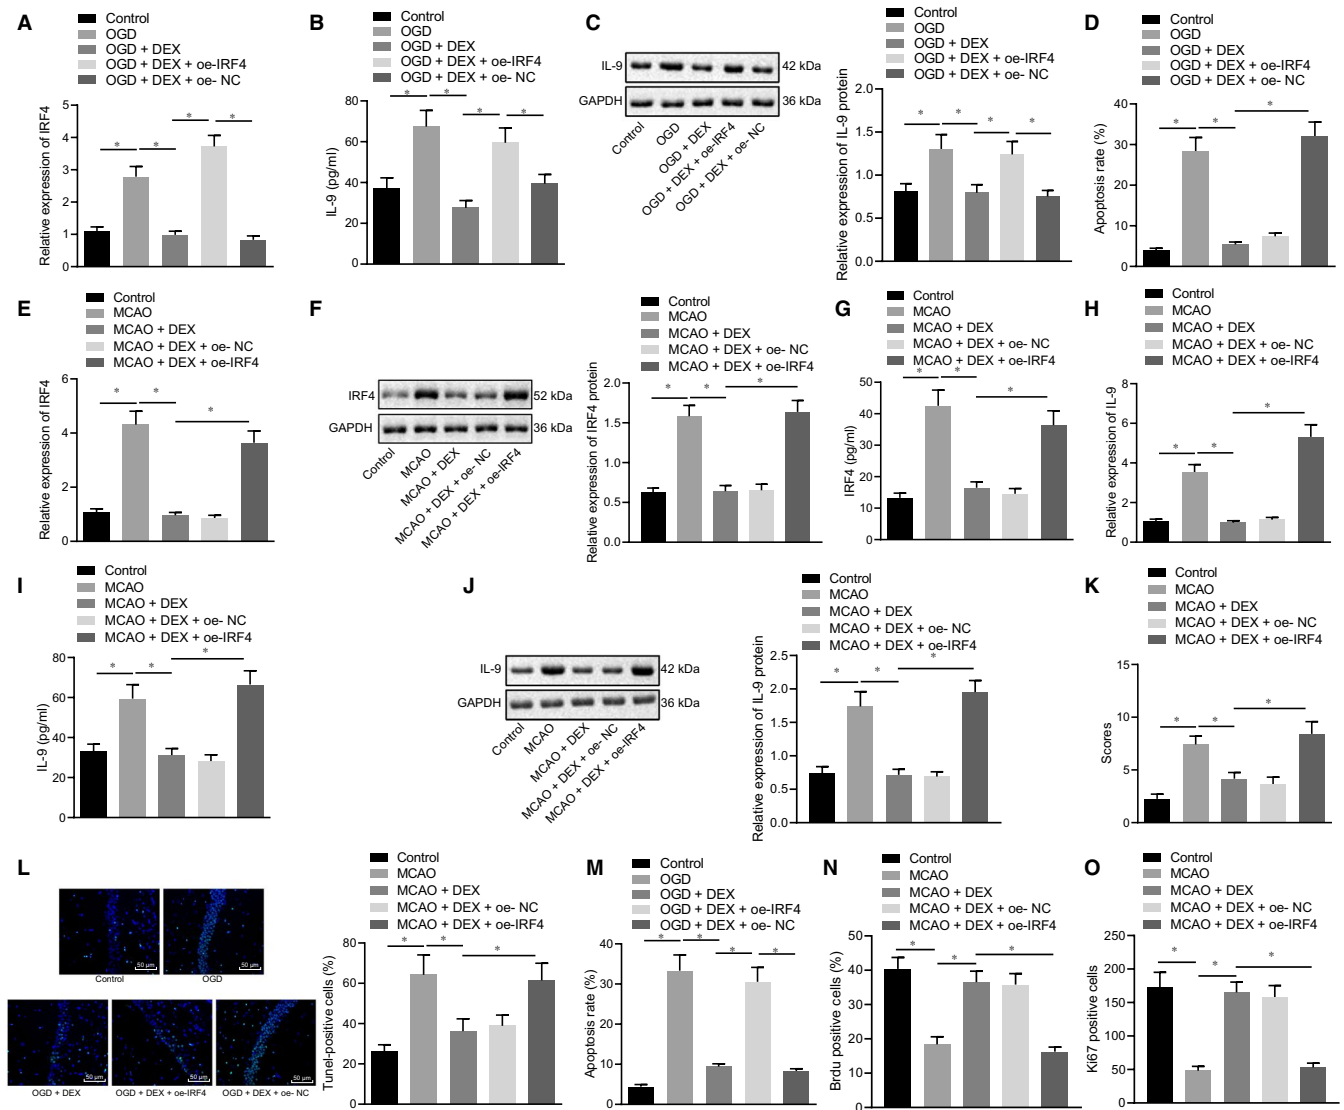 A
Control
OGD
OGD + DEX
OGD + DEX + oe-IRF4
OGD + DEX + oe- NC
Relative expression of IRF4
5
4
3
2
1
0
* * * *
B
Control
OGD
OGD + DEX
OGD + DEX + oe-IRF4
OGD + DEX + oe- NC
IL-9 (pg/ml)
80
60
40
20
0
* * * *
C
IL-9
42 kDa
GAPDH
36 kDa
Control
OGD
OGD + DEX
OGD + DEX + oe-IRF4
OGD + DEX + oe- NC
Control
OGD
OGD + DEX
OGD + DEX + oe-IRF4
OGD + DEX + oe- NC
Relative expression of IL-9 protein
2.0
1.5
1.0
0.5
0.0
* * * *
D
Control
OGD
OGD + DEX
OGD + DEX + oe-IRF4
OGD + DEX + oe- NC
Apoptosis rate (%)
40
30
20
10
0
* * *
E
Control
MCAO
MCAO + DEX
MCAO + DEX + oe- NC
MCAO + DEX + oe-IRF4
Relative expression of IRF4
6
4
2
0
* * *
F
IRF4
52 kDa
GAPDH
36 kDa
Control
MCAO
MCAO + DEX
MCAO + DEX + oe- NC
MCAO + DEX + oe-IRF4
Control
MCAO
MCAO + DEX
MCAO + DEX + oe- NC
MCAO + DEX + oe-IRF4
Relative expression of IRF4 protein
2.0
1.5
1.0
0.5
0.0
* * *
G
Control
MCAO
MCAO + DEX
MCAO + DEX + oe- NC
MCAO + DEX + oe-IRF4
IRF4 (pg/ml)
50
40
30
20
10
0
* * *
H
Control
MCAO
MCAO + DEX
MCAO + DEX + oe- NC
MCAO + DEX + oe-IRF4
Relative expression of IL-9
8
6
4
2
0
* * *
I
Control
MCAO
MCAO + DEX
MCAO + DEX + oe- NC
MCAO + DEX + oe-IRF4
IL-9 (pg/ml)
80
60
40
20
0
* * *
J
IL-9
42 kDa
GAPDH
36 kDa
Control
MCAO
MCAO + DEX
MCAO + DEX + oe- NC
MCAO + DEX + oe-IRF4
Control
MCAO
MCAO + DEX
MCAO + DEX + oe- NC
MCAO + DEX + oe-IRF4
Relative expression of IL-9 protein
2.5
2.0
1.5
1.0
0.5
0.0
* * *
K
Control
MCAO
MCAO + DEX
MCAO + DEX + oe- NC
MCAO + DEX + oe-IRF4
Scores
15
10
5
0
* * *
L
50 µm
Control
50 µm
OGD
50 µm
OGD + DEX
50 µm
OGD + DEX + oe-IRF4
50 µm
OGD + DEX + oe- NC
Control
MCAO
MCAO + DEX
MCAO + DEX + oe- NC
MCAO + DEX + oe-IRF4
Tunel-positive cells (%)
80
60
40
20
0
* * *
M
Control
OGD
OGD + DEX
OGD + DEX + oe-IRF4
OGD + DEX + oe- NC
Apoptosis rate (%)
40
30
20
10
0
* * * *
N
Control
MCAO
MCAO + DEX
MCAO + DEX + oe- NC
MCAO + DEX + oe-IRF4
Brdu positive cells (%)
50
40
30
20
10
0
* * *
O
Control
MCAO
MCAO + DEX
MCAO + DEX + oe- NC
MCAO + DEX + oe-IRF4
Ki67 positive cells
250
200
150
100
50
0
* * *